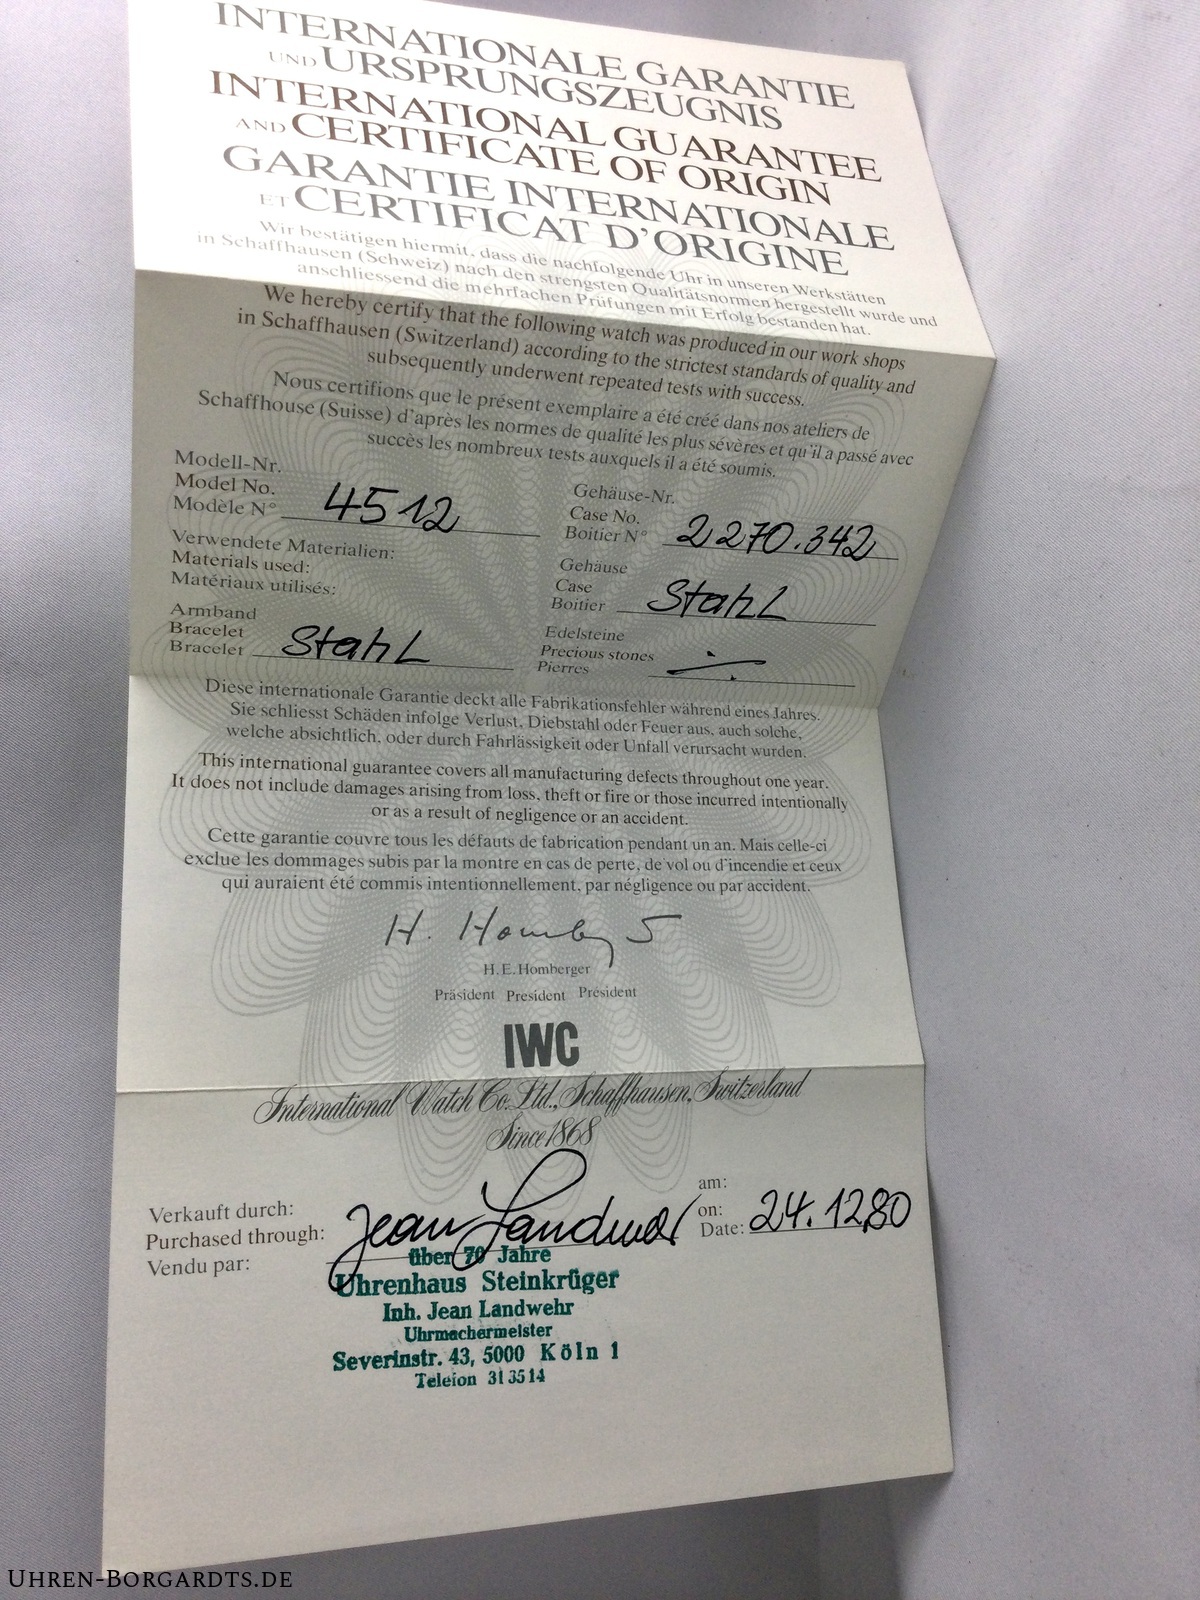 INTERNATIONALE GARANTIE
UND URSPRUNGSZEUGNIS
INTERNATIONAL GUARANTEE
AND CERTIFICATE OF ORIGIN
GARANTIE INTERNATIONALE
ET CERTIFICAT D'ORIGINE
Wir bestätigen hiermit, dass die nachfolgende Uhr in unseren Werkstätten
in Schaffhausen (Schweiz) nach den strengsten Qualitätsnormen hergestellt wurde und
anschliessend die mehrfachen Prüfungen mit Erfolg bestanden hat.
We hereby certify that the following watch was produced in our work shops
in Schaffhausen (Switzerland) according to the strictest standards of quality and
subsequently underwent repeated tests with success.
Nous certifions que le présent exemplaire a été créé dans nos ateliers de
Schaffhouse (Suisse) d'après les normes de qualité les plus sévères et qu'il a passé avec
succès les nombreux tests auxquels il a été soumis.
Modell-Nr.
Model No.
Modèle N° 4512
Gehäuse-Nr.
Case No.
Boitier N° 2270.342
Verwendete Materialien:
Materials used:
Matériaux utilisés:
Gehäuse
Case
Boitier Stahl
Armband
Bracelet
Bracelet Stahl
Edelsteine
Precious stones
Pierres ÷
Diese internationale Garantie deckt alle Fabrikationsfehler während eines Jahres.
Sie schliesst Schäden infolge Verlust, Diebstahl oder Feuer aus, auch solche,
welche absichtlich, oder durch Fahrlässigkeit oder Unfall verursacht wurden.
This international guarantee covers all manufacturing defects throughout one year.
It does not include damages arising from loss, theft or fire or those incurred intentionally
or as a result of negligence or an accident.
Cette garantie couvre tous les défauts de fabrication pendant un an. Mais celle-ci
exclue les dommages subis par la montre en cas de perte, de vol ou d'incendie et ceux
qui auraient été commis intentionnellement, par négligence ou par accident.
H. E. Homberger
Präsident President Président
IWC
International Watch Co. Ltd., Schaffhausen, Switzerland
Since 1868
Verkauft durch:
Purchased through:
Vendu par: Jean Landwehr
am:
on:
Date: 24.12.80
über 70 Jahre
Uhrenhaus Steinkrüger
Inh. Jean Landwehr
Uhrmachermeister
Severinstr. 43, 5000 Köln 1
Telefon 313514
UHREN-BORGARDTS.DE